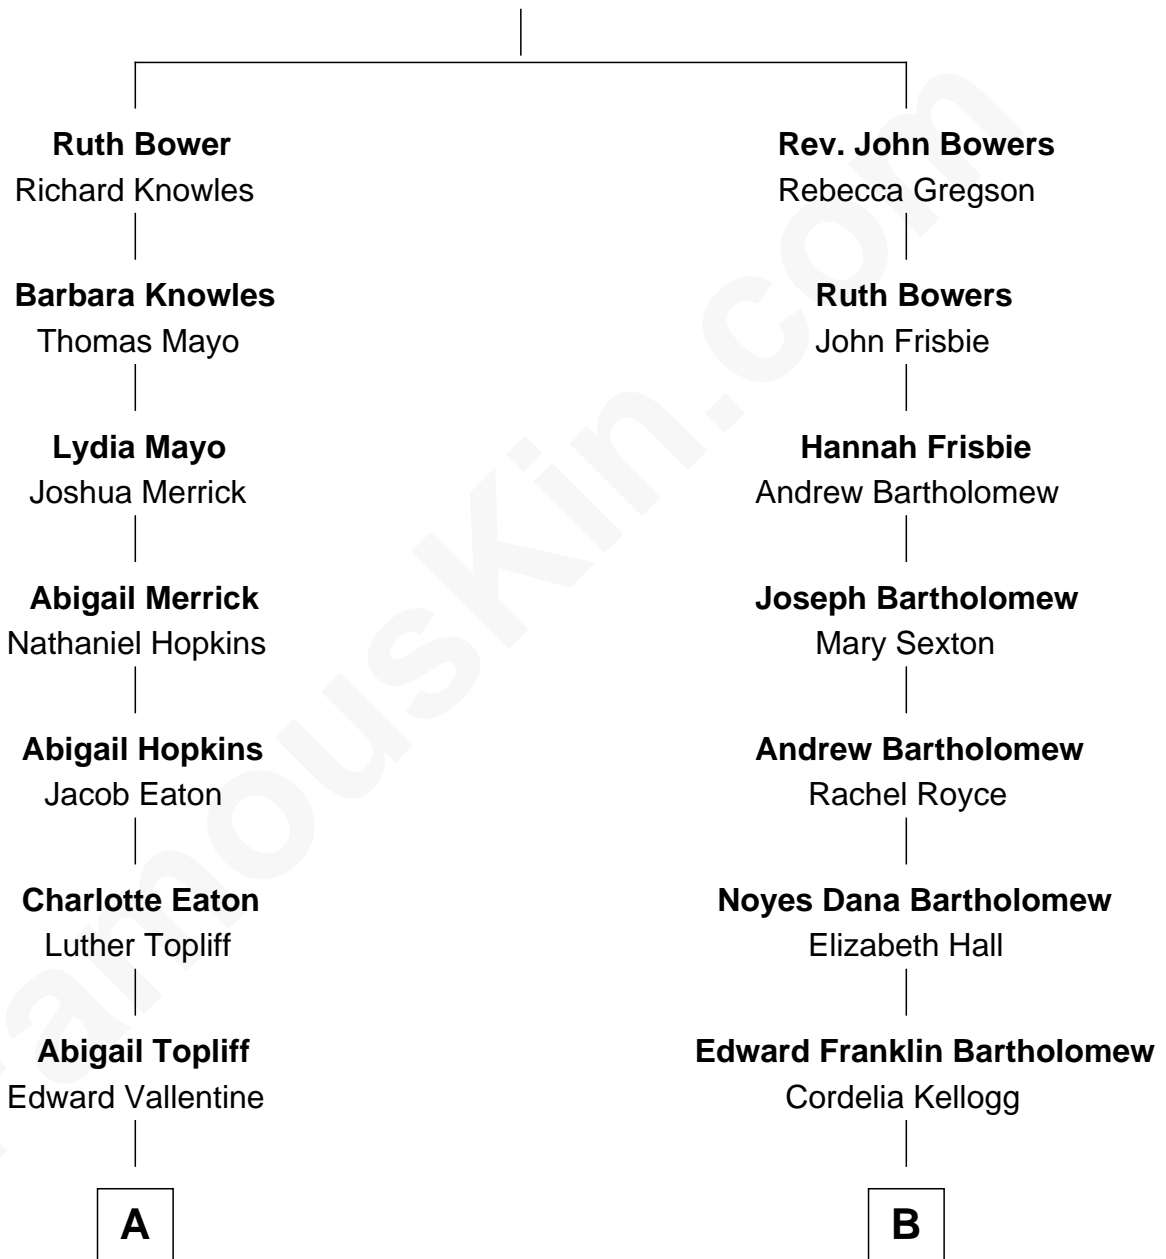 Ruth Bower
Richard Knowles
Barbara Knowles
Thomas Mayo
Lydia Mayo
Joshua Merrick
Abigail Merrick
Nathaniel Hopkins
Abigail Hopkins
Jacob Eaton
Charlotte Eaton
Luther Topliff
Abigail Topliff
Edward Vallentine
A
Rev. John Bowers
Rebecca Gregson
Ruth Bowers
John Frisbie
Hannah Frisbie
Andrew Bartholomew
Joseph Bartholomew
Mary Sexton
Andrew Bartholomew
Rachel Royce
Noyes Dana Bartholomew
Elizabeth Hall
Edward Franklin Bartholomew
Cordelia Kellogg
B
FamousKin.com